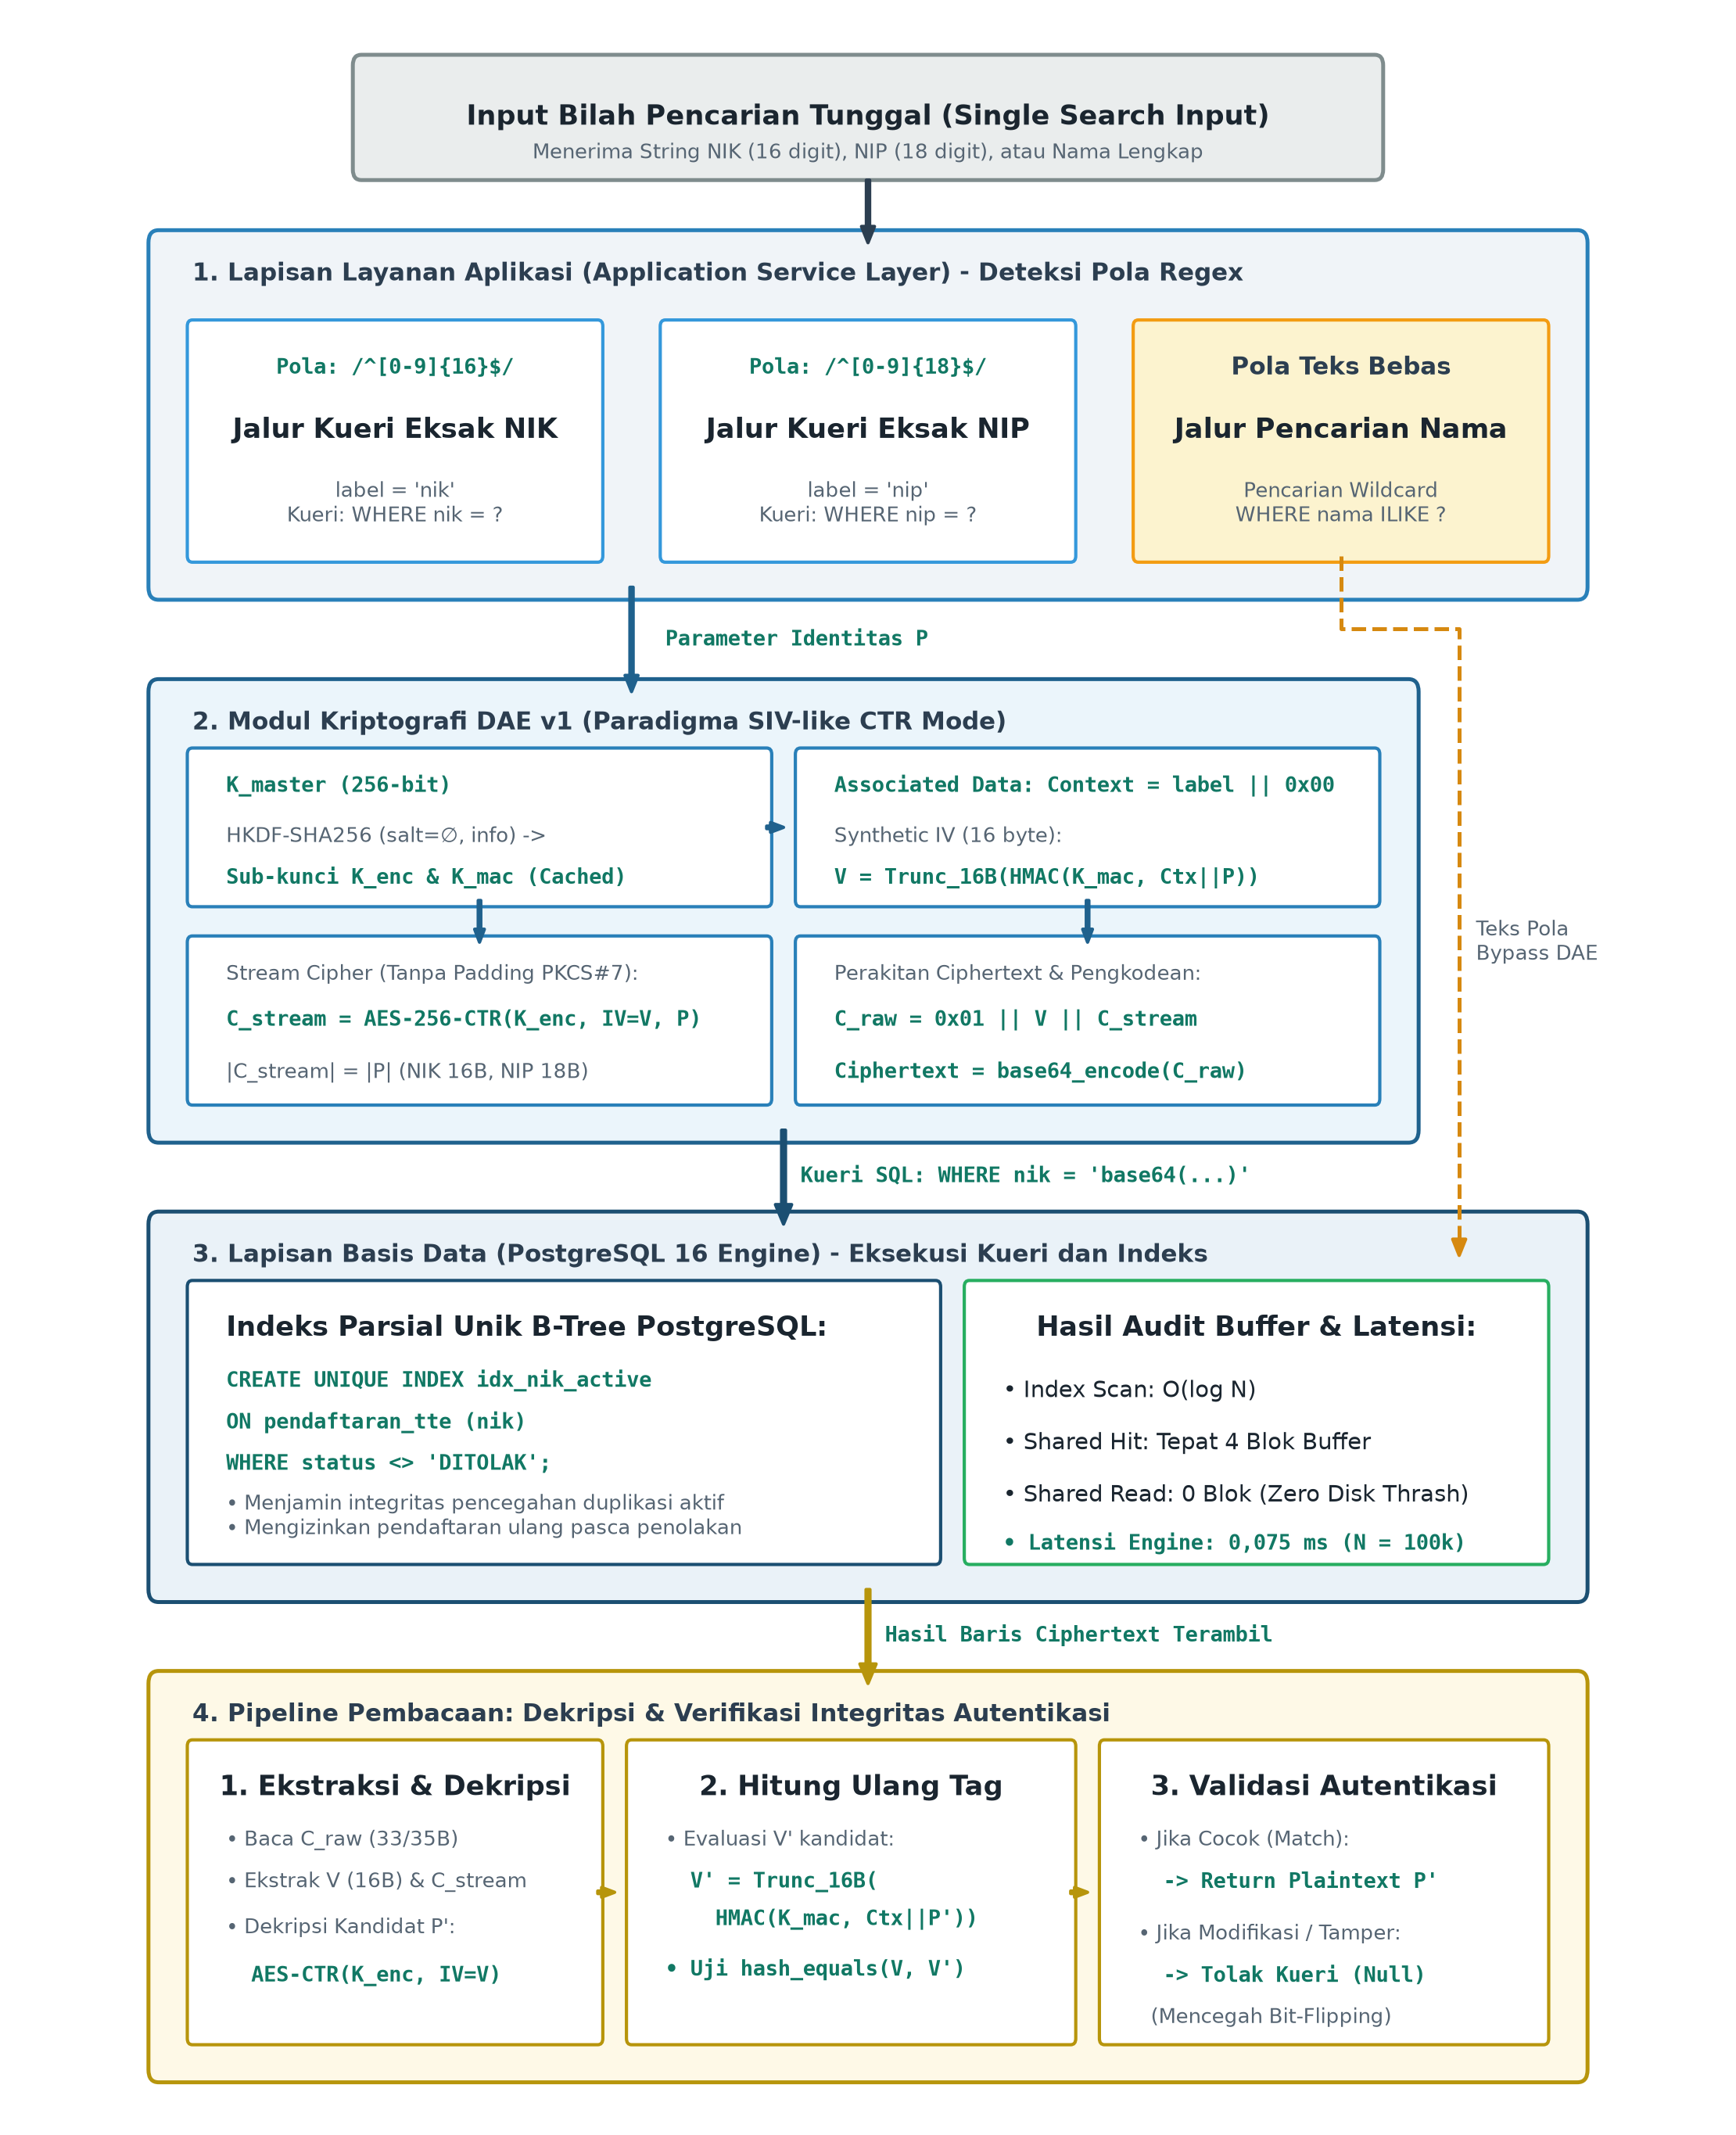 Input Bilah Pencarian Tunggal (Single Search Input)
Menerima String NIK (16 digit), NIP (18 digit), atau Nama Lengkap
1. Lapisan Layanan Aplikasi (Application Service Layer) - Deteksi Pola Regex
Pola: /^[0-9]{16}$/
Jalur Kueri Eksak NIK
label = 'nik'
Kueri: WHERE nik = ?
Pola: /^[0-9]{18}$/
Jalur Kueri Eksak NIP
label = 'nip'
Kueri: WHERE nip = ?
Pola Teks Bebas
Jalur Pencarian Nama
Pencarian Wildcard
WHERE nama ILIKE ?
Parameter Identitas P
2. Modul Kriptografi DAE v1 (Paradigma SIV-like CTR Mode)
K_master (256-bit)
HKDF-SHA256 (salt=∅, info) ->
Sub-kunci K_enc & K_mac (Cached)
Associated Data: Context = label || 0x00
Synthetic IV (16 byte):
V = Trunc_16B(HMAC(K_mac, Ctx||P))
Stream Cipher (Tanpa Padding PKCS#7):
C_stream = AES-256-CTR(K_enc, IV=V, P)
|C_stream| = |P| (NIK 16B, NIP 18B)
Perakitan Ciphertext & Pengkodean:
C_raw = 0x01 || V || C_stream
Ciphertext = base64_encode(C_raw)
Teks Pola
Bypass DAE
Kueri SQL: WHERE nik = 'base64(...)'
3. Lapisan Basis Data (PostgreSQL 16 Engine) - Eksekusi Kueri dan Indeks
Indeks Parsial Unik B-Tree PostgreSQL:
CREATE UNIQUE INDEX idx_nik_active
ON pendaftaran_tte (nik)
WHERE status <> 'DITOLAK';
• Menjamin integritas pencegahan duplikasi aktif
• Mengizinkan pendaftaran ulang pasca penolakan
Hasil Audit Buffer & Latensi:
• Index Scan: O(log N)
• Shared Hit: Tepat 4 Blok Buffer
• Shared Read: 0 Blok (Zero Disk Thrash)
• Latensi Engine: 0,075 ms (N = 100k)
Hasil Baris Ciphertext Terambil
4. Pipeline Pembacaan: Dekripsi & Verifikasi Integritas Autentikasi
1. Ekstraksi & Dekripsi
• Baca C_raw (33/35B)
• Ekstrak V (16B) & C_stream
• Dekripsi Kandidat P':
AES-CTR(K_enc, IV=V)
2. Hitung Ulang Tag
• Evaluasi V' kandidat:
V' = Trunc_16B(
HMAC(K_mac, Ctx||P'))
• Uji hash_equals(V, V')
3. Validasi Autentikasi
• Jika Cocok (Match):
-> Return Plaintext P'
• Jika Modifikasi / Tamper:
-> Tolak Kueri (Null)
(Mencegah Bit-Flipping)